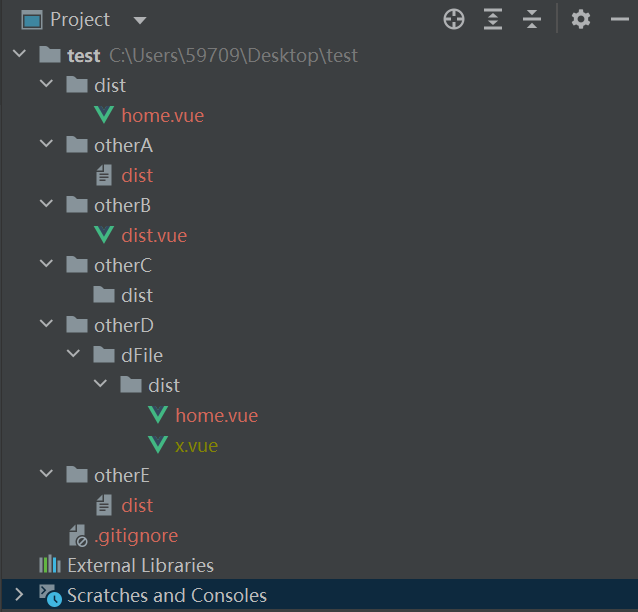 Project
test C:\Users\59709\Desktop\test
dist
home.vue
otherA
dist
otherB
dist.vue
otherC
dist
otherD
dFile
dist
home.vue
x.vue
otherE
dist
.gitignore
External Libraries
Scratches and Consoles